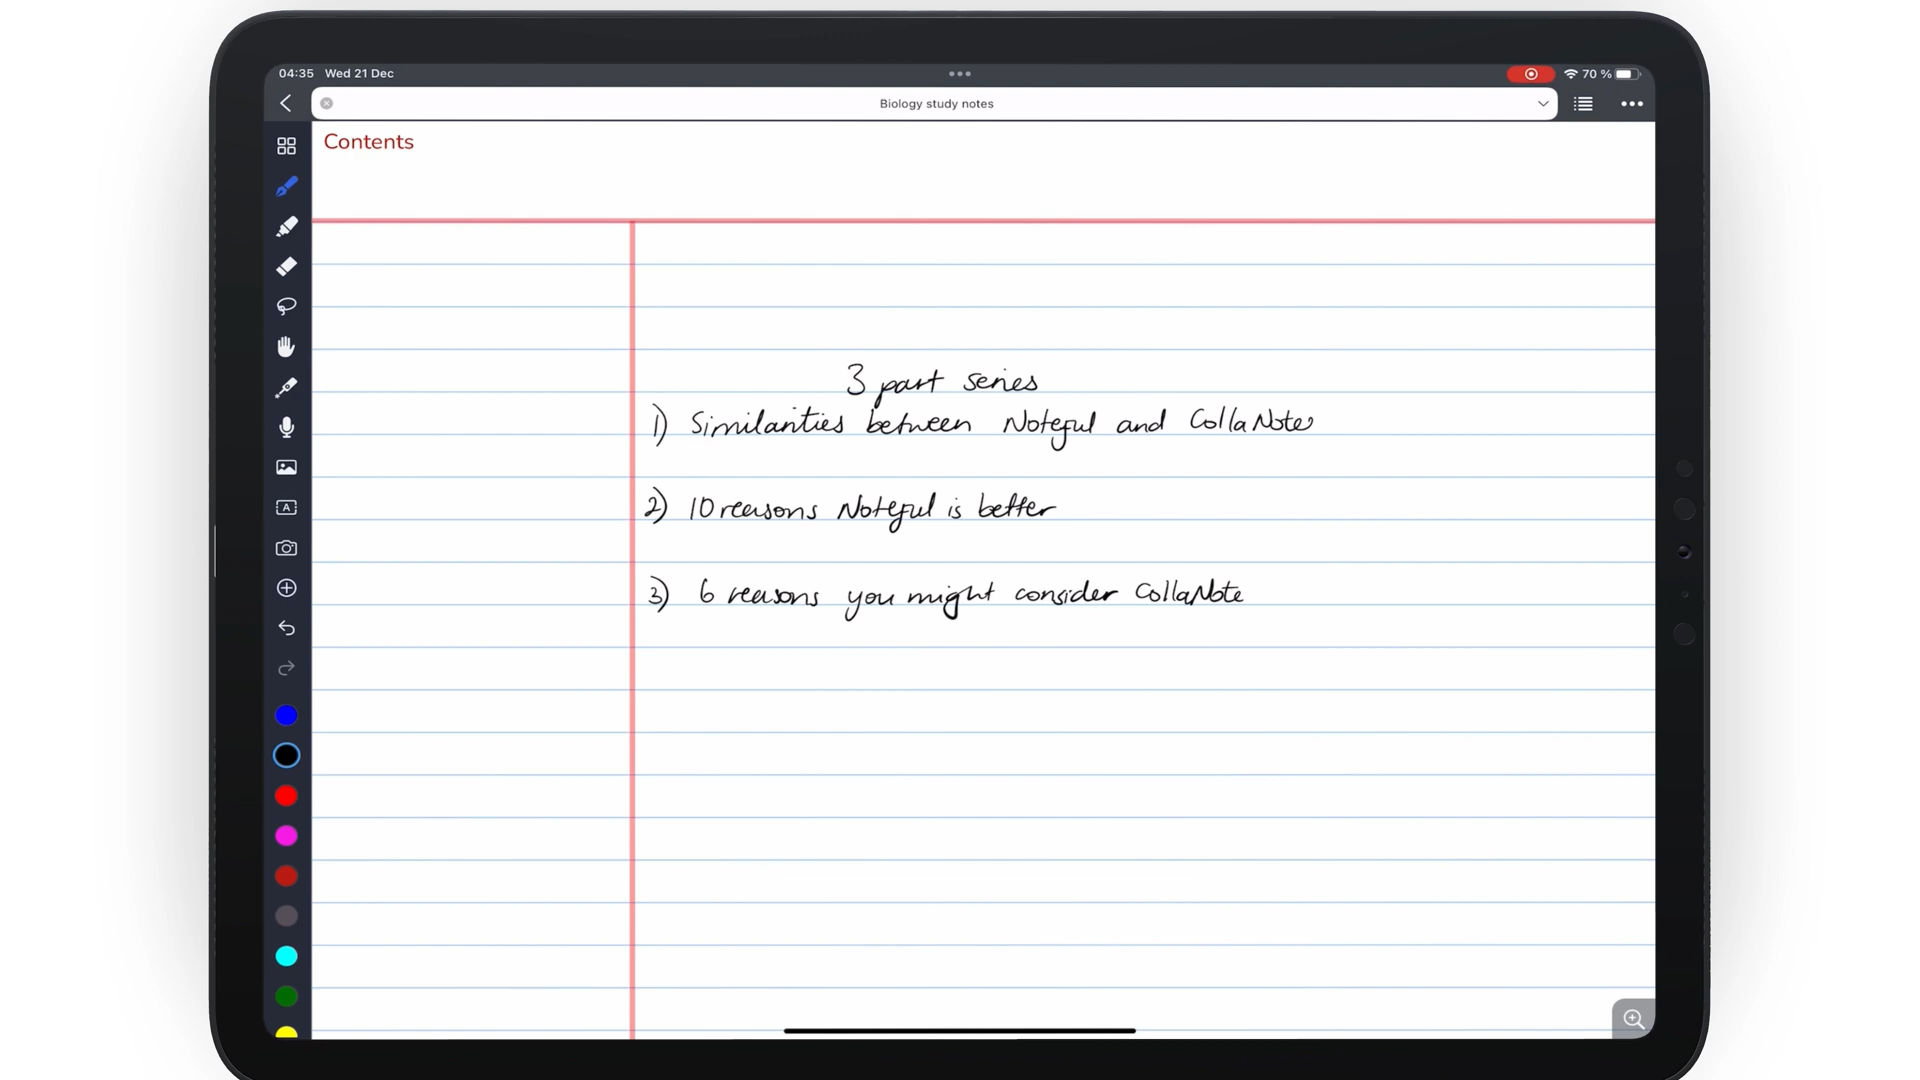 04:35 Wed 21 Dec 70 %
Biology study notes
Contents
3 part series
1) Similarities between Noteful and CollaNote
2) 10 reasons Noteful is better
3) 6 reasons you might consider CollaNote
A